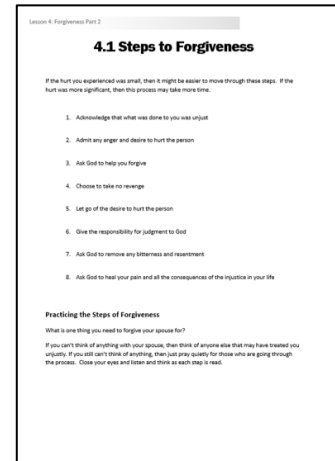 Lesson 4: Forgiveness Part 2
4.1 Steps to Forgiveness
If the hurt you experienced was small, then it might be easier to move through these steps. If the
hurt was more significant, then this process may take more time.
1. Acknowledge that what was done to you was unjust
2. Admit any anger and desire to hurt the person
3. Ask God to help you forgive
4. Choose to take no revenge
5. Let go of the desire to hurt the person
6. Give the responsibility for judgment to God
7. Ask God to remove any bitterness and resentment
8. Ask God to heal your pain and all the consequences of the injustice in your life
Practicing the Steps of Forgiveness
What is one thing you need to forgive your spouse for?
If you can't think of anything with your spouse, then think of anyone else that may have treated you
unjustly. If you still can't think of anything, then just pray quietly for those who are going through
the process. Close your eyes and listen and think as each step is read.